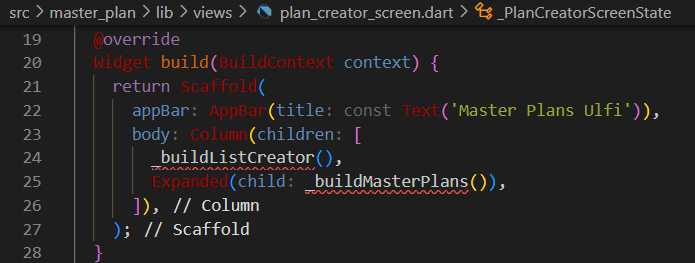 src > master_plan > lib > views > plan_creator_screen.dart > _PlanCreatorScreenState
19 @override
20 Widget build(BuildContext context) {
21 return Scaffold(
22 appBar: AppBar(title: const Text('Master Plans Ulfi')),
23 body: Column(children: [
24 _buildListCreator(),
25 Expanded(child: _buildMasterPlans()),
26 ]), // Column
27 ); // Scaffold
28 }